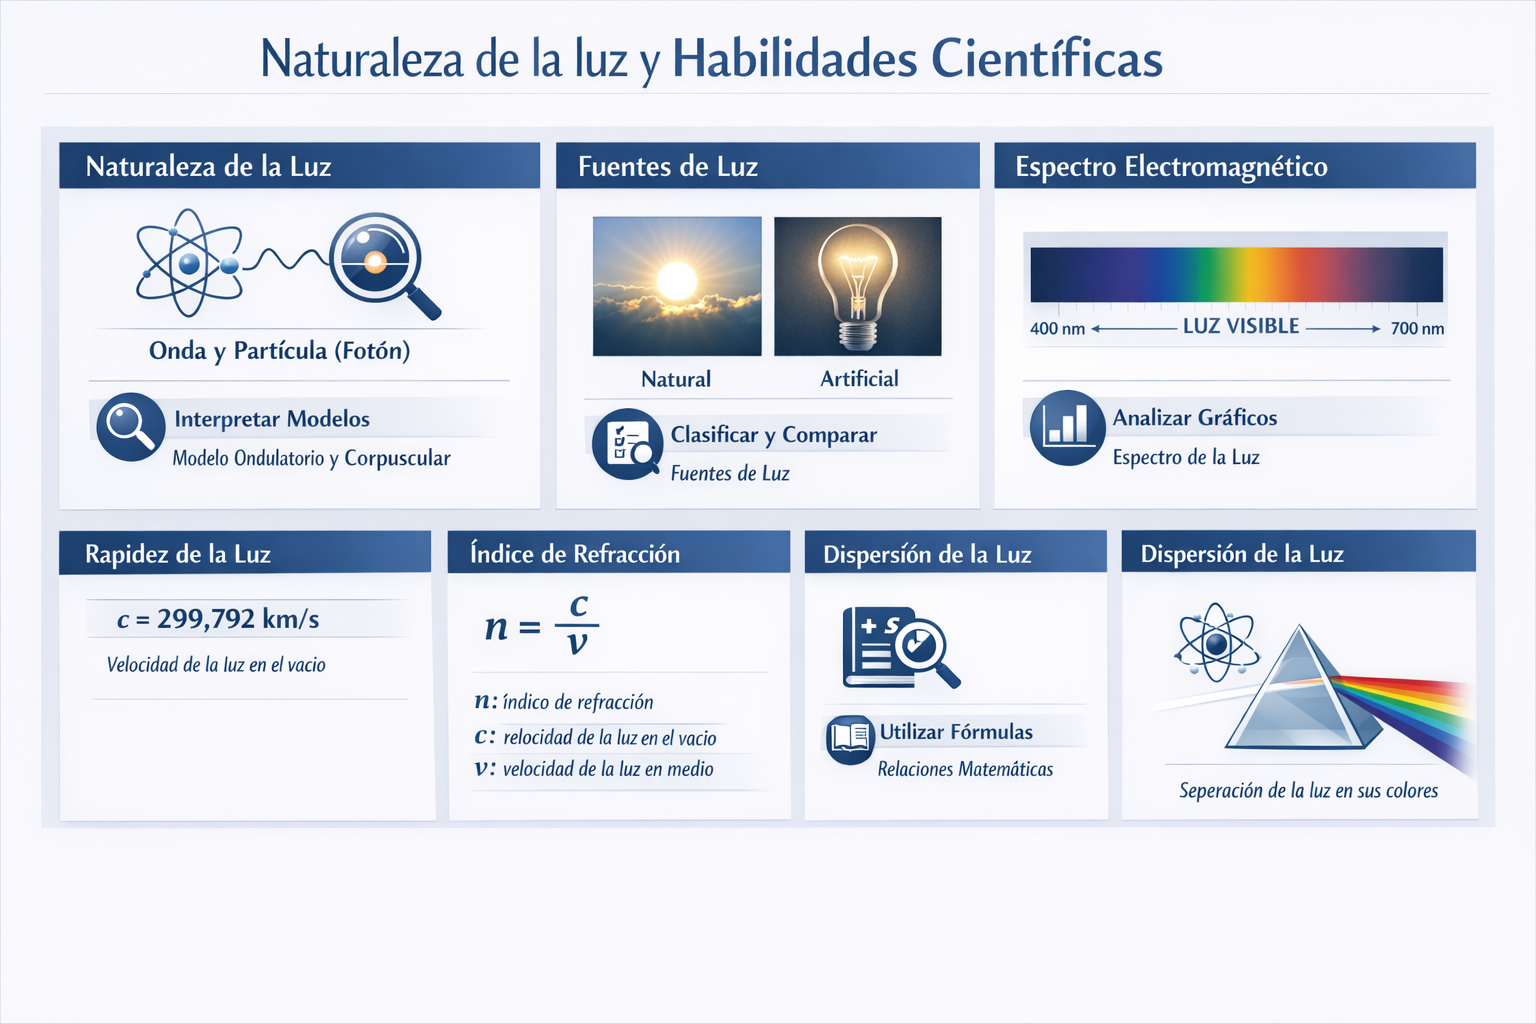 Naturaleza de la luz y Habilidades Científicas
Naturaleza de la Luz
Onda y Partícula (Fotón)
Interpretar Modelos
Modelo Ondulatorio y Corpuscular
Fuentes de Luz
Natural
Artificial
Clasificar y Comparar
Fuentes de Luz
Espectro Electromagnético
400 nm
LUZ VISIBLE
700 nm
Analizar Gráficos
Espectro de la Luz
Rapidez de la Luz
c = 299,792 km/s
Velocidad de la luz en el vacio
Índice de Refracción
n = c
v
n: índico de refracción
c: relocidad de la luz en el vacio
v: velocidad de la luz en medio
Dispersión de la Luz
+ S
Utilizar Fórmulas
Relaciones Matemáticas
Dispersión de la Luz
Seperación de la luz en sus colores